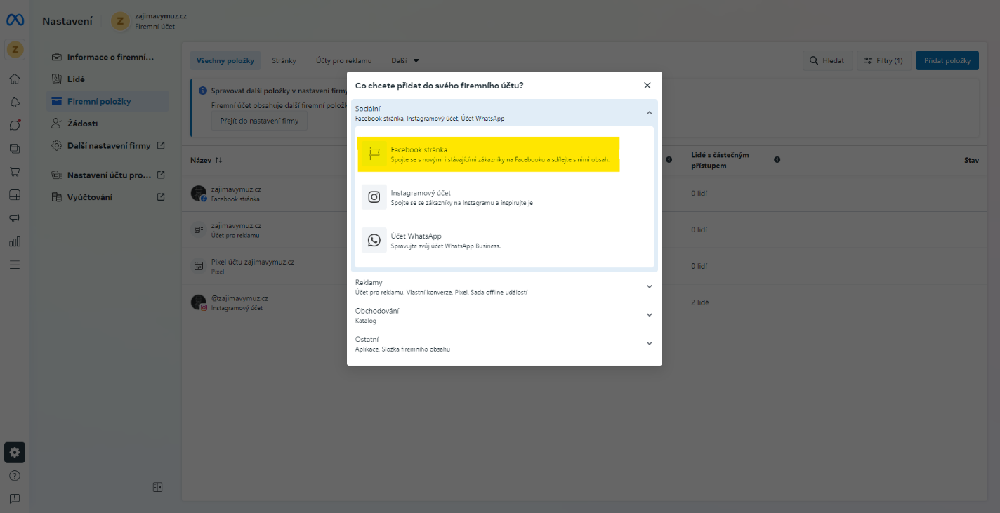 Nastavení
Z
zajimavymuz.cz
Firemní účet
Z
Informace o firemní...
Lidé
Firemní položky
Žádosti
Další nastavení firmy
Nastavení účtu pro...
Vyúčtování
Všechny položky
Stránky
Účty pro reklamu
Další
Hledat
Filtry (1)
Přidat položky
Spravovat další položky v nastavení firmy
Firemní účet obsahuje další firemní
Přejít do nastavení firmy
Název
Lidé s částečným
přístupem
Stav
zajimavymuz.cz
Facebook stránka
0 lidí
zajimavymuz.cz
Účet pro reklamu
0 lidí
Pixel účtu zajimavymuz.cz
Pixel
0 lidí
@zajimavymuz.cz
Instagramový účet
2 lidé
Co chcete přidat do svého firemního účtu?
Sociální
Facebook stránka, Instagramový účet, Účet WhatsApp
Facebook stránka
Spojte se s novými i stávajícími zákazníky na Facebooku a sdílejte s nimi obsah.
Instagramový účet
Spojte se se zákazníky na Instagramu a inspirujte je
Účet WhatsApp
Spravujte svůj účet WhatsApp Business.
Reklamy
Účet pro reklamu, Vlastní konverze, Pixel, Sada offline událostí
Obchodování
Katalog
Ostatní
Aplikace, Složka firemního obsahu